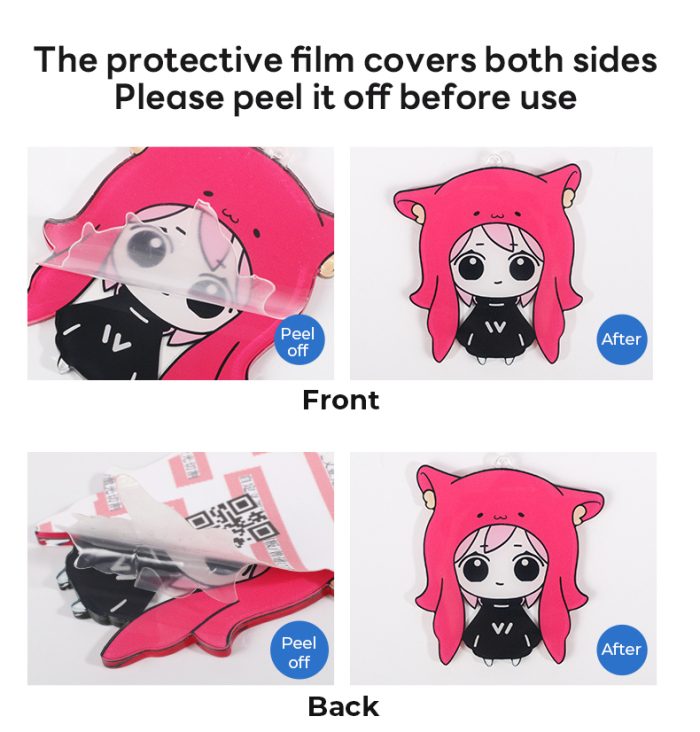 The protective film covers both sides
Please peel it off before use
Peel
off
After
Front
Peel
off
After
Back